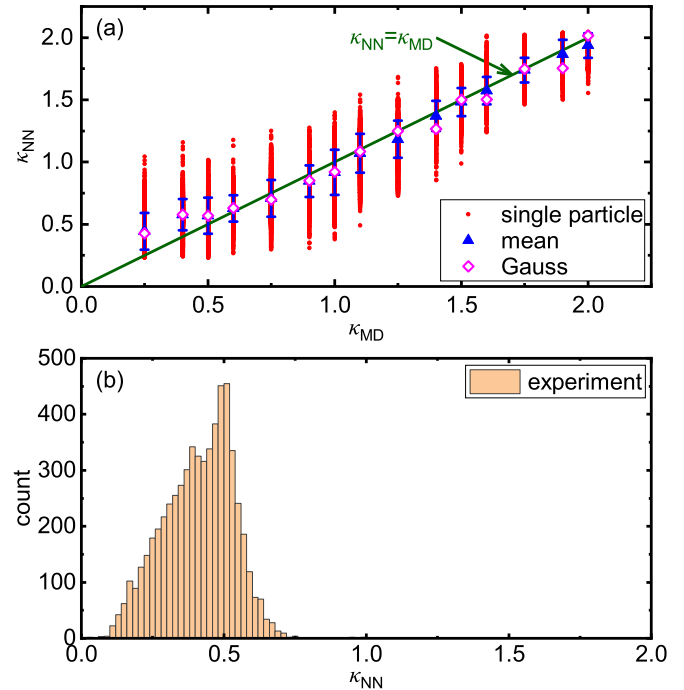 (a)
κNN=κMD
2.0
1.5
1.0
0.5
0.0
κNN
single particle
mean
Gauss
0.0 0.5 1.0 1.5 2.0
κMD
(b)
experiment
500
400
300
200
100
0
count
0.0 0.5 1.0 1.5 2.0
κNN